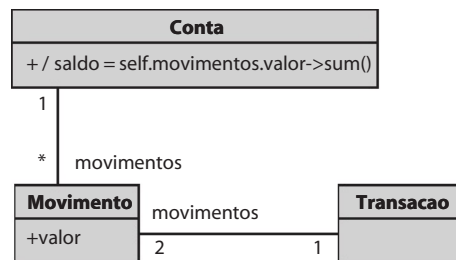 Conta
+ / saldo = self.movimentos.valor->sum()
1
* movimentos
Movimento
movimentos
Transacao
+valor
2
1